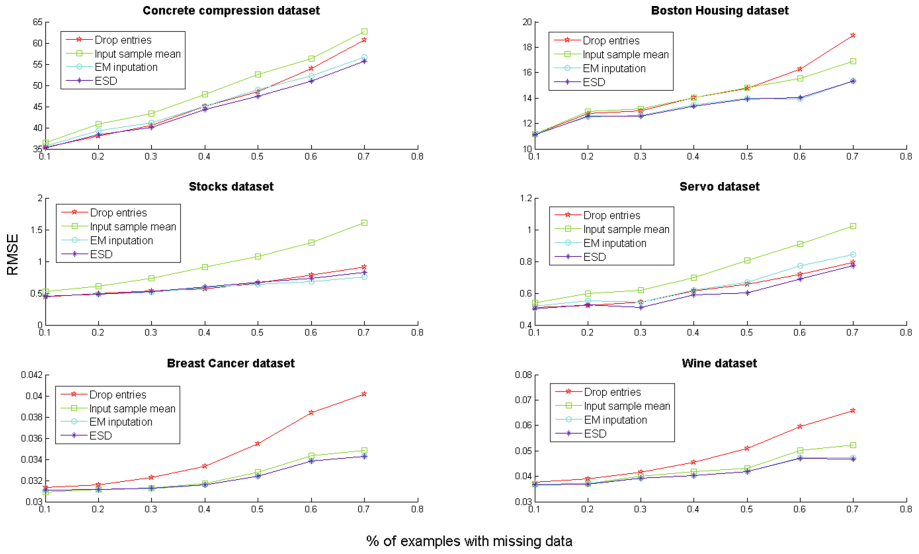 Concrete compression dataset
65
60
55
50
45
40
35
Drop entries
Input sample mean
EM inputation
ESD
0.1 0.2 0.3 0.4 0.5 0.6 0.7 0.8
Boston Housing dataset
20
18
16
14
12
10
Drop entries
Input sample mean
EM inputation
ESD
0.1 0.2 0.3 0.4 0.5 0.6 0.7 0.8
RMSE
Stocks dataset
2
1.5
1
0.5
0
Drop entries
Input sample mean
EM inputation
ESD
0.1 0.2 0.3 0.4 0.5 0.6 0.7 0.8
Servo dataset
1.2
1
0.8
0.6
0.4
Drop entries
Input sample mean
EM inputation
ESD
0.1 0.2 0.3 0.4 0.5 0.6 0.7 0.8
Breast Cancer dataset
0.042
0.04
0.038
0.036
0.034
0.032
0.03
Drop entries
Input sample mean
EM inputation
ESD
0.1 0.2 0.3 0.4 0.5 0.6 0.7 0.8
Wine dataset
0.08
0.07
0.06
0.05
0.04
0.03
Drop entries
Input sample mean
EM inputation
ESD
0.1 0.2 0.3 0.4 0.5 0.6 0.7 0.8
% of examples with missing data